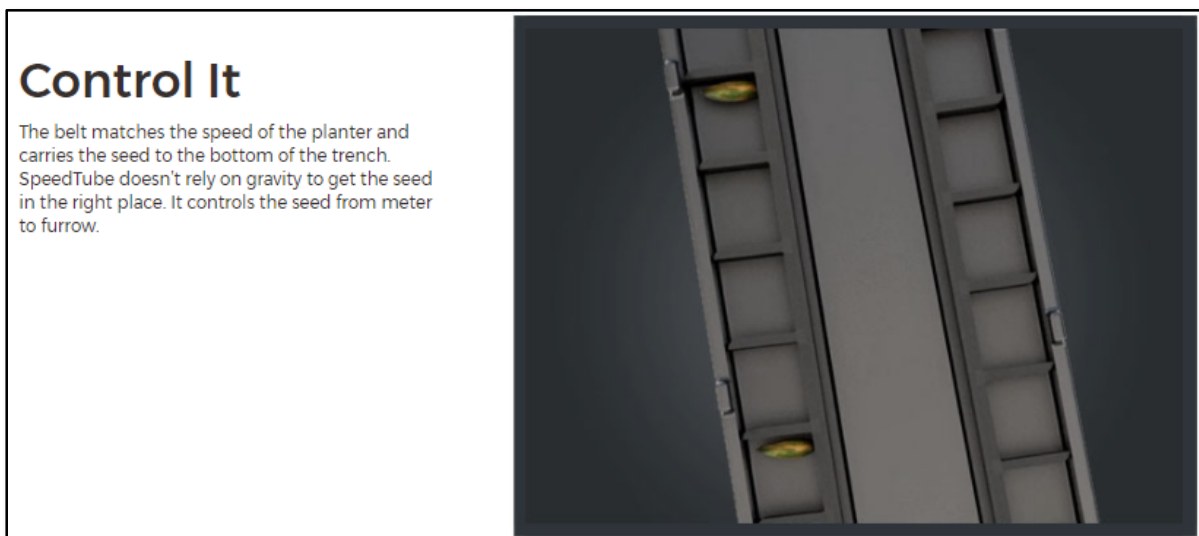 Control It
The belt matches the speed of the planter and
carries the seed to the bottom of the trench.
SpeedTube doesn't rely on gravity to get the seed
in the right place. It controls the seed from meter
to furrow.